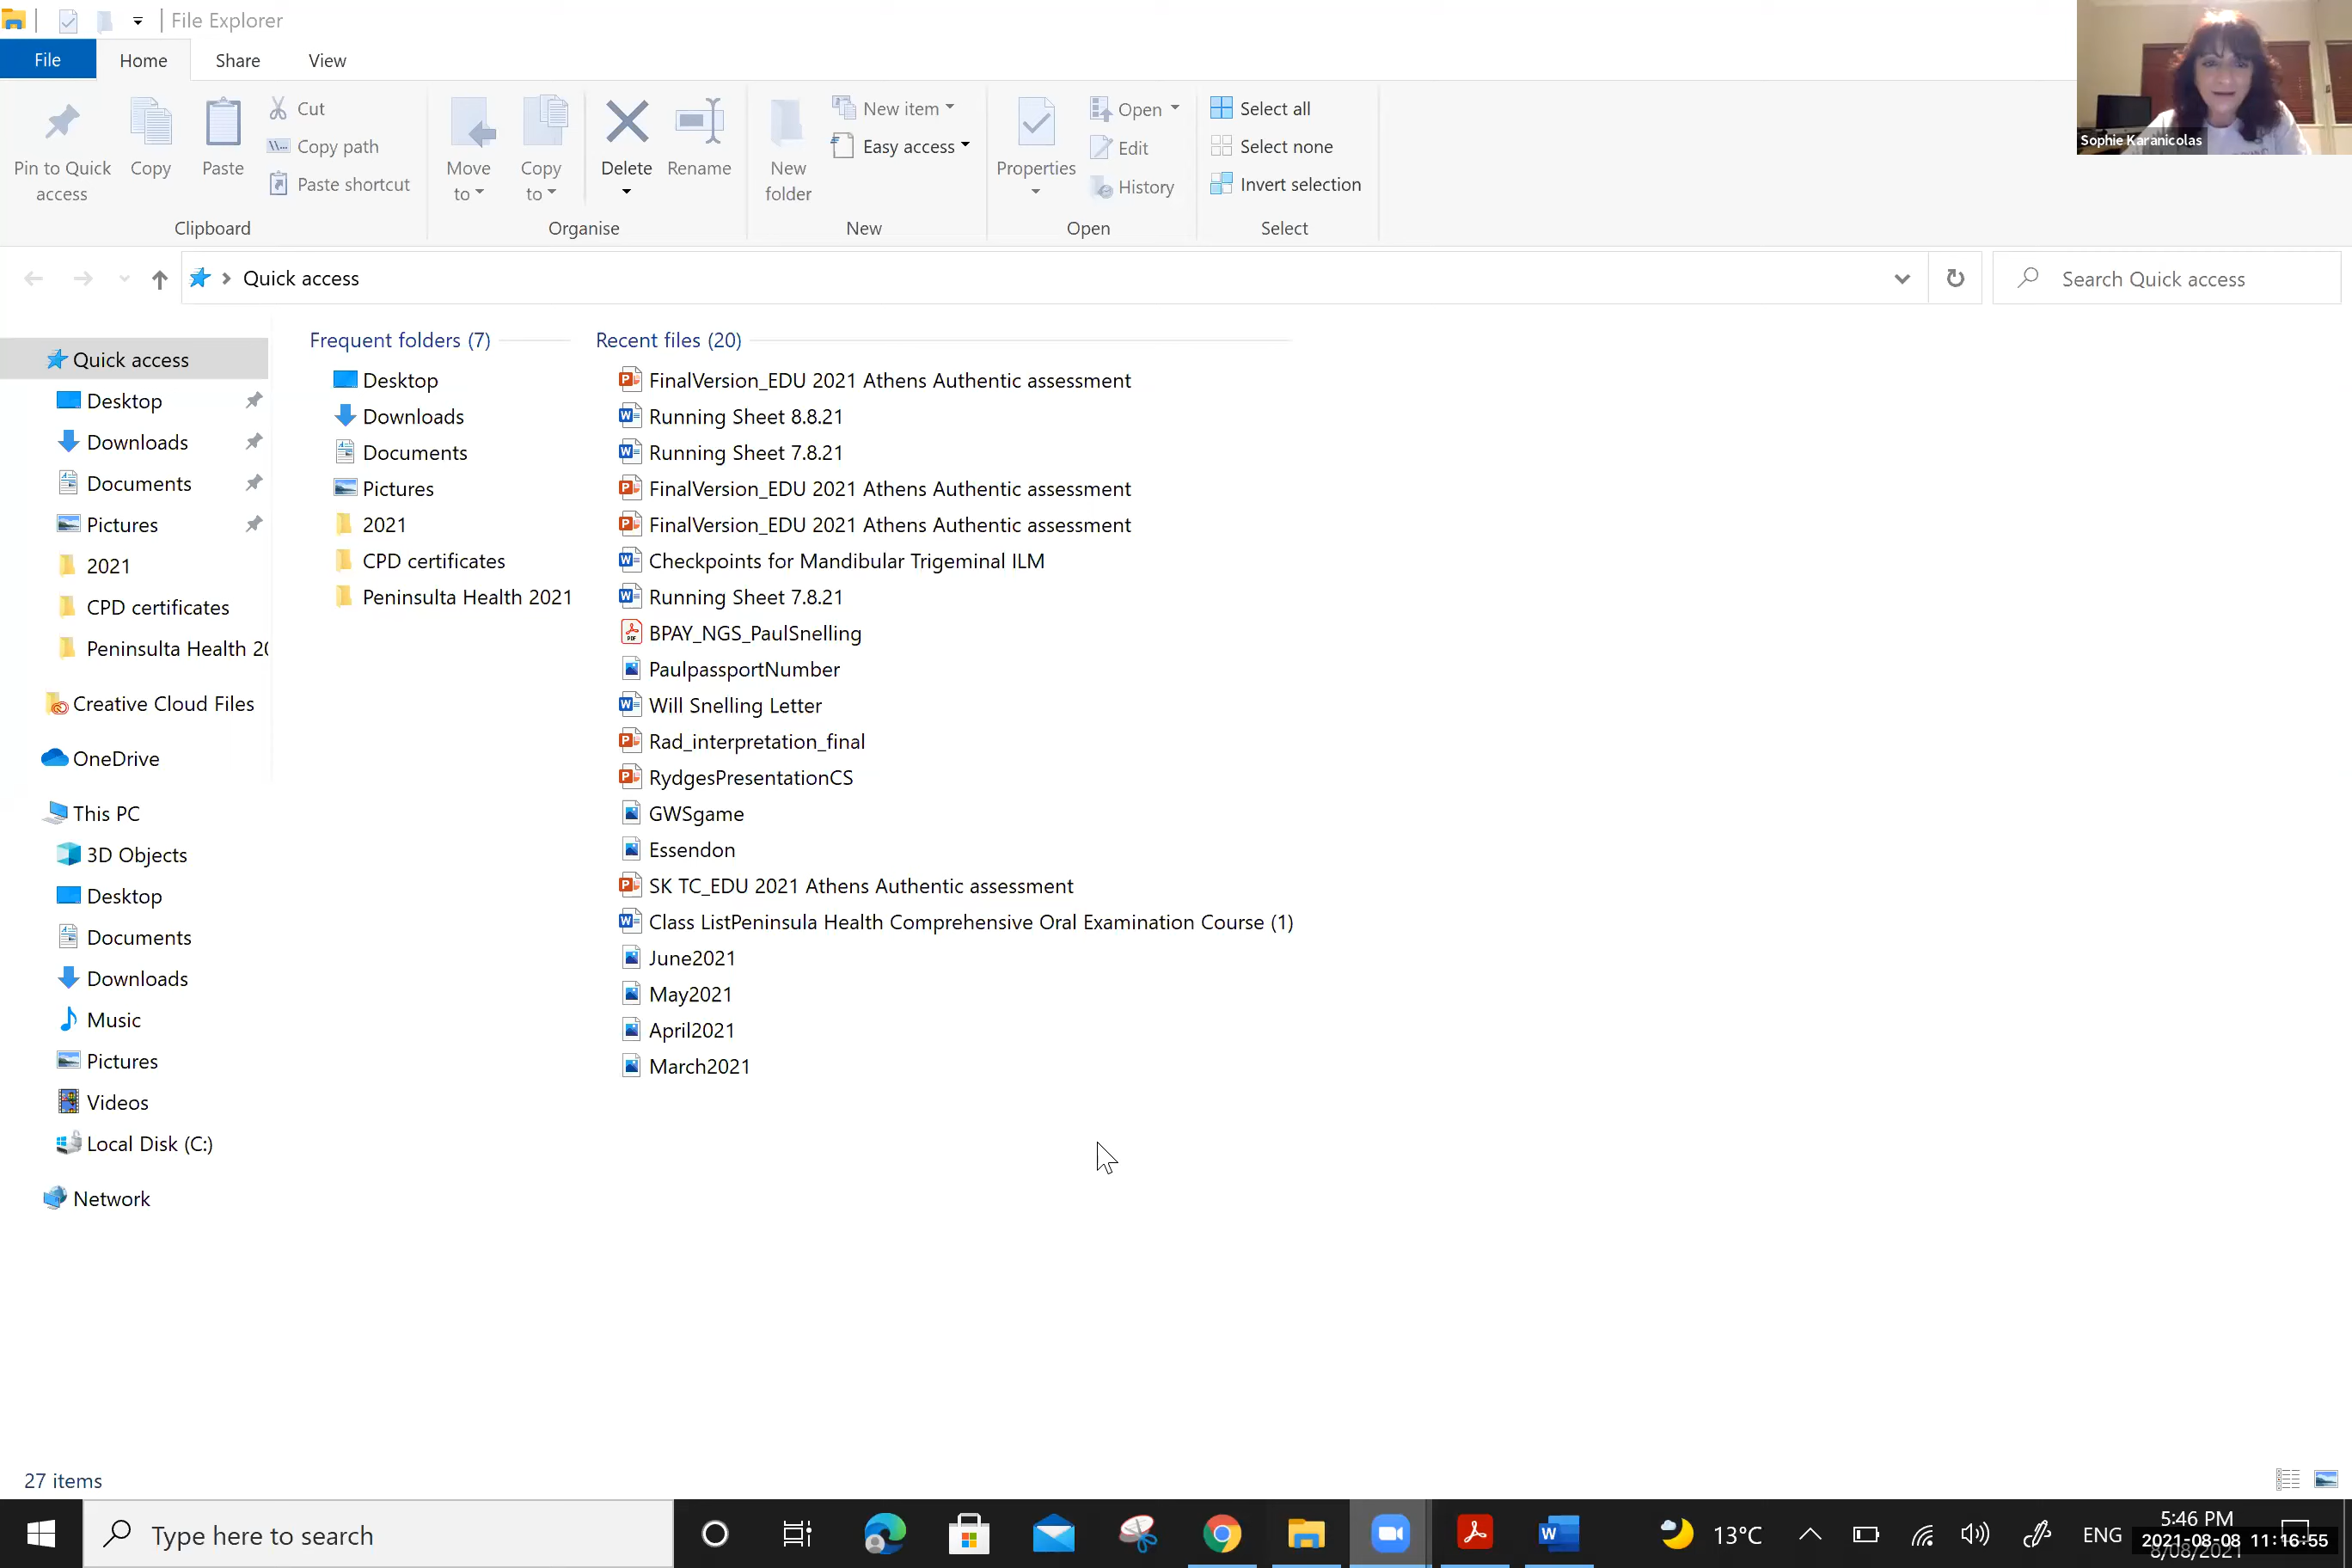 File Explorer
File
Home
Share
View
Pin to Quick access
Copy
Paste
Cut
Copy path
Paste shortcut
Clipboard
Move to
Copy to
Delete
Rename
Organise
New folder
New item
Easy access
New
Properties
Open
Edit
History
Open
Select all
Select none
Invert selection
Select
Sophie Karanicolas
Quick access
Search Quick access
Quick access
Desktop
Downloads
Documents
Pictures
2021
CPD certificates
Peninsulta Health 20
Creative Cloud Files
OneDrive
This PC
3D Objects
Desktop
Documents
Downloads
Music
Pictures
Videos
Local Disk (C:)
Network
Frequent folders (7)
Desktop
Downloads
Documents
Pictures
2021
CPD certificates
Peninsulta Health 2021
Recent files (20)
FinalVersion_EDU 2021 Athens Authentic assessment
Running Sheet 8.8.21
Running Sheet 7.8.21
FinalVersion_EDU 2021 Athens Authentic assessment
FinalVersion_EDU 2021 Athens Authentic assessment
Checkpoints for Mandibular Trigeminal ILM
Running Sheet 7.8.21
BPAY_NGS_PaulSnelling
PaulpassportNumber
Will Snelling Letter
Rad_interpretation_final
RydgesPresentationCS
GWSgame
Essendon
SK TC_EDU 2021 Athens Authentic assessment
Class ListPeninsula Health Comprehensive Oral Examination Course (1)
June2021
May2021
April2021
March2021
27 items
Type here to search
13°C
ENG
5:46 PM
8/08/2021
2021-08-08 11:16:55